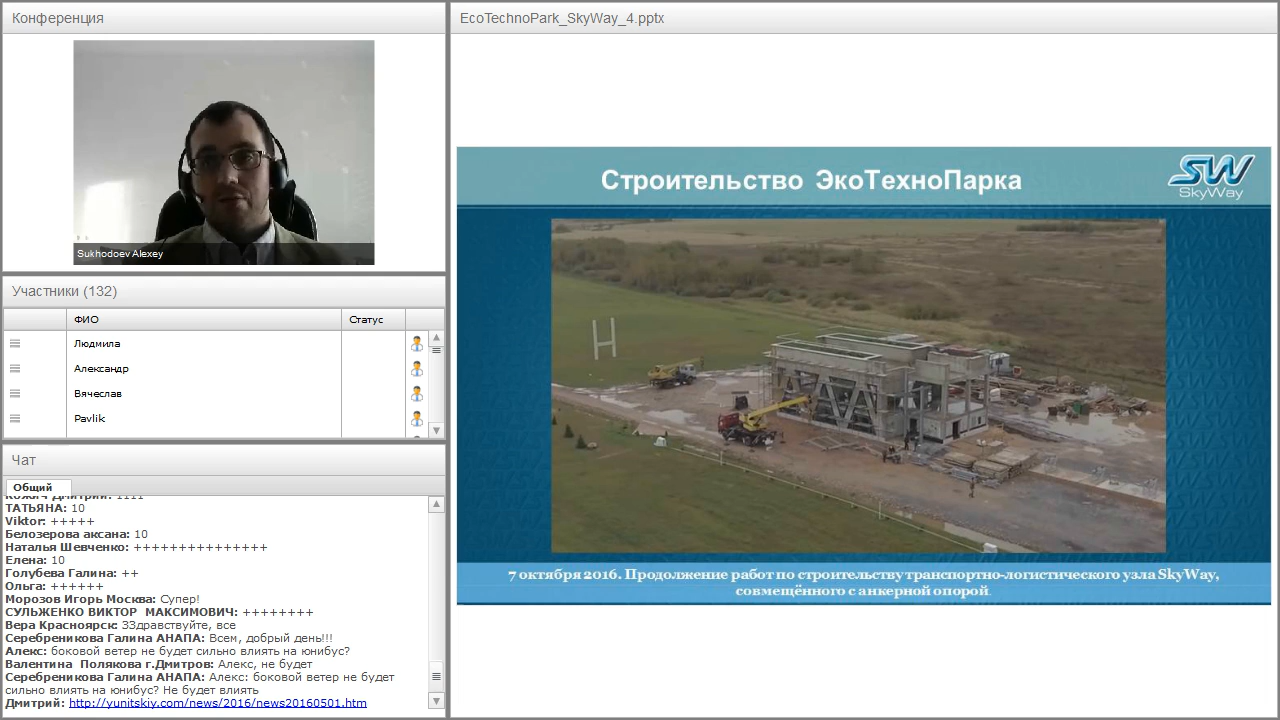 Конференция
Sukhodoev Alexey
Участники (132)
ФИО
Статус
Людмила
Александр
Вячеслав
Pavlik
Чат
Общий
Кожич Дмитрий: 1111
ТАТЬЯНА: 10
Viktor: +++++
Белозерова аксана: 10
Наталья Шевченко: +++++++++++++++
Елена: 10
Голубева Галина: ++
Ольга: ++++++
Морозов Игорь Москва: Супер!
СУЛЬЖЕНКО ВИКТОР МАКСИМОВИЧ: ++++++++
Вера Красноярск: ЗЗдравствуйте, все
Серебреникова Галина АНАПА: Всем, добрый день!!!
Алекс: боковой ветер не будет сильно влиять на юнибус?
Валентина Полякова г.Дмитров: Алекс, не будет
Серебреникова Галина АНАПА: Алекс: боковой ветер не будет
сильно влиять на юнибус? Не будет влиять
Дмитрий: http://yunitskiy.com/news/2016/news20160501.htm
EcoTechnoPark_SkyWay_4.pptx
Строительство ЭкоТехноПарка
SW
SkyWay
7 октября 2016. Продолжение работ по строительству транспортно-логистического узла SkyWay,
совмещённого с анкерной опорой.